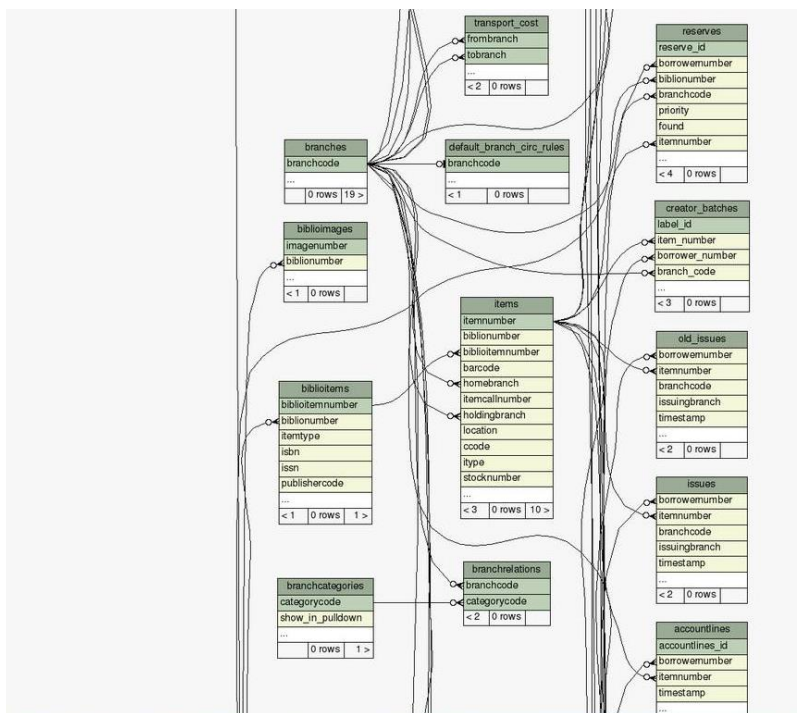 transport_cost
frombranch
tobranch
...
< 2 0 rows
reserves
reserve_id
borrowernumber
biblionumber
branchcode
priority
found
itemnumber
...
< 4 0 rows
branches
branchcode
...
0 rows 19 >
default_branch_circ_rules
branchcode
...
< 1 0 rows
creator_batches
label_id
item_number
borrower_number
branch_code
...
< 3 0 rows
biblioimages
imagenumber
biblionumber
...
< 1 0 rows
items
itemnumber
biblionumber
biblioitemnumber
barcode
homebranch
itemcallnumber
holdingbranch
location
ccode
itype
stocknumber
...
< 3 0 rows 10 >
old_issues
borrowernumber
itemnumber
branchcode
issuingbranch
timestamp
...
< 2 0 rows
biblioitems
biblioitemnumber
biblionumber
itemtype
isbn
issn
publishercode
...
< 1 0 rows 1 >
issues
borrowernumber
itemnumber
branchcode
issuingbranch
timestamp
...
< 2 0 rows
branchcategories
categorycode
show_in_pulldown
...
0 rows 1 >
branchrelations
branchcode
categorycode
< 2 0 rows
accountlines
accountlines_id
borrowernumber
itemnumber
timestamp
...